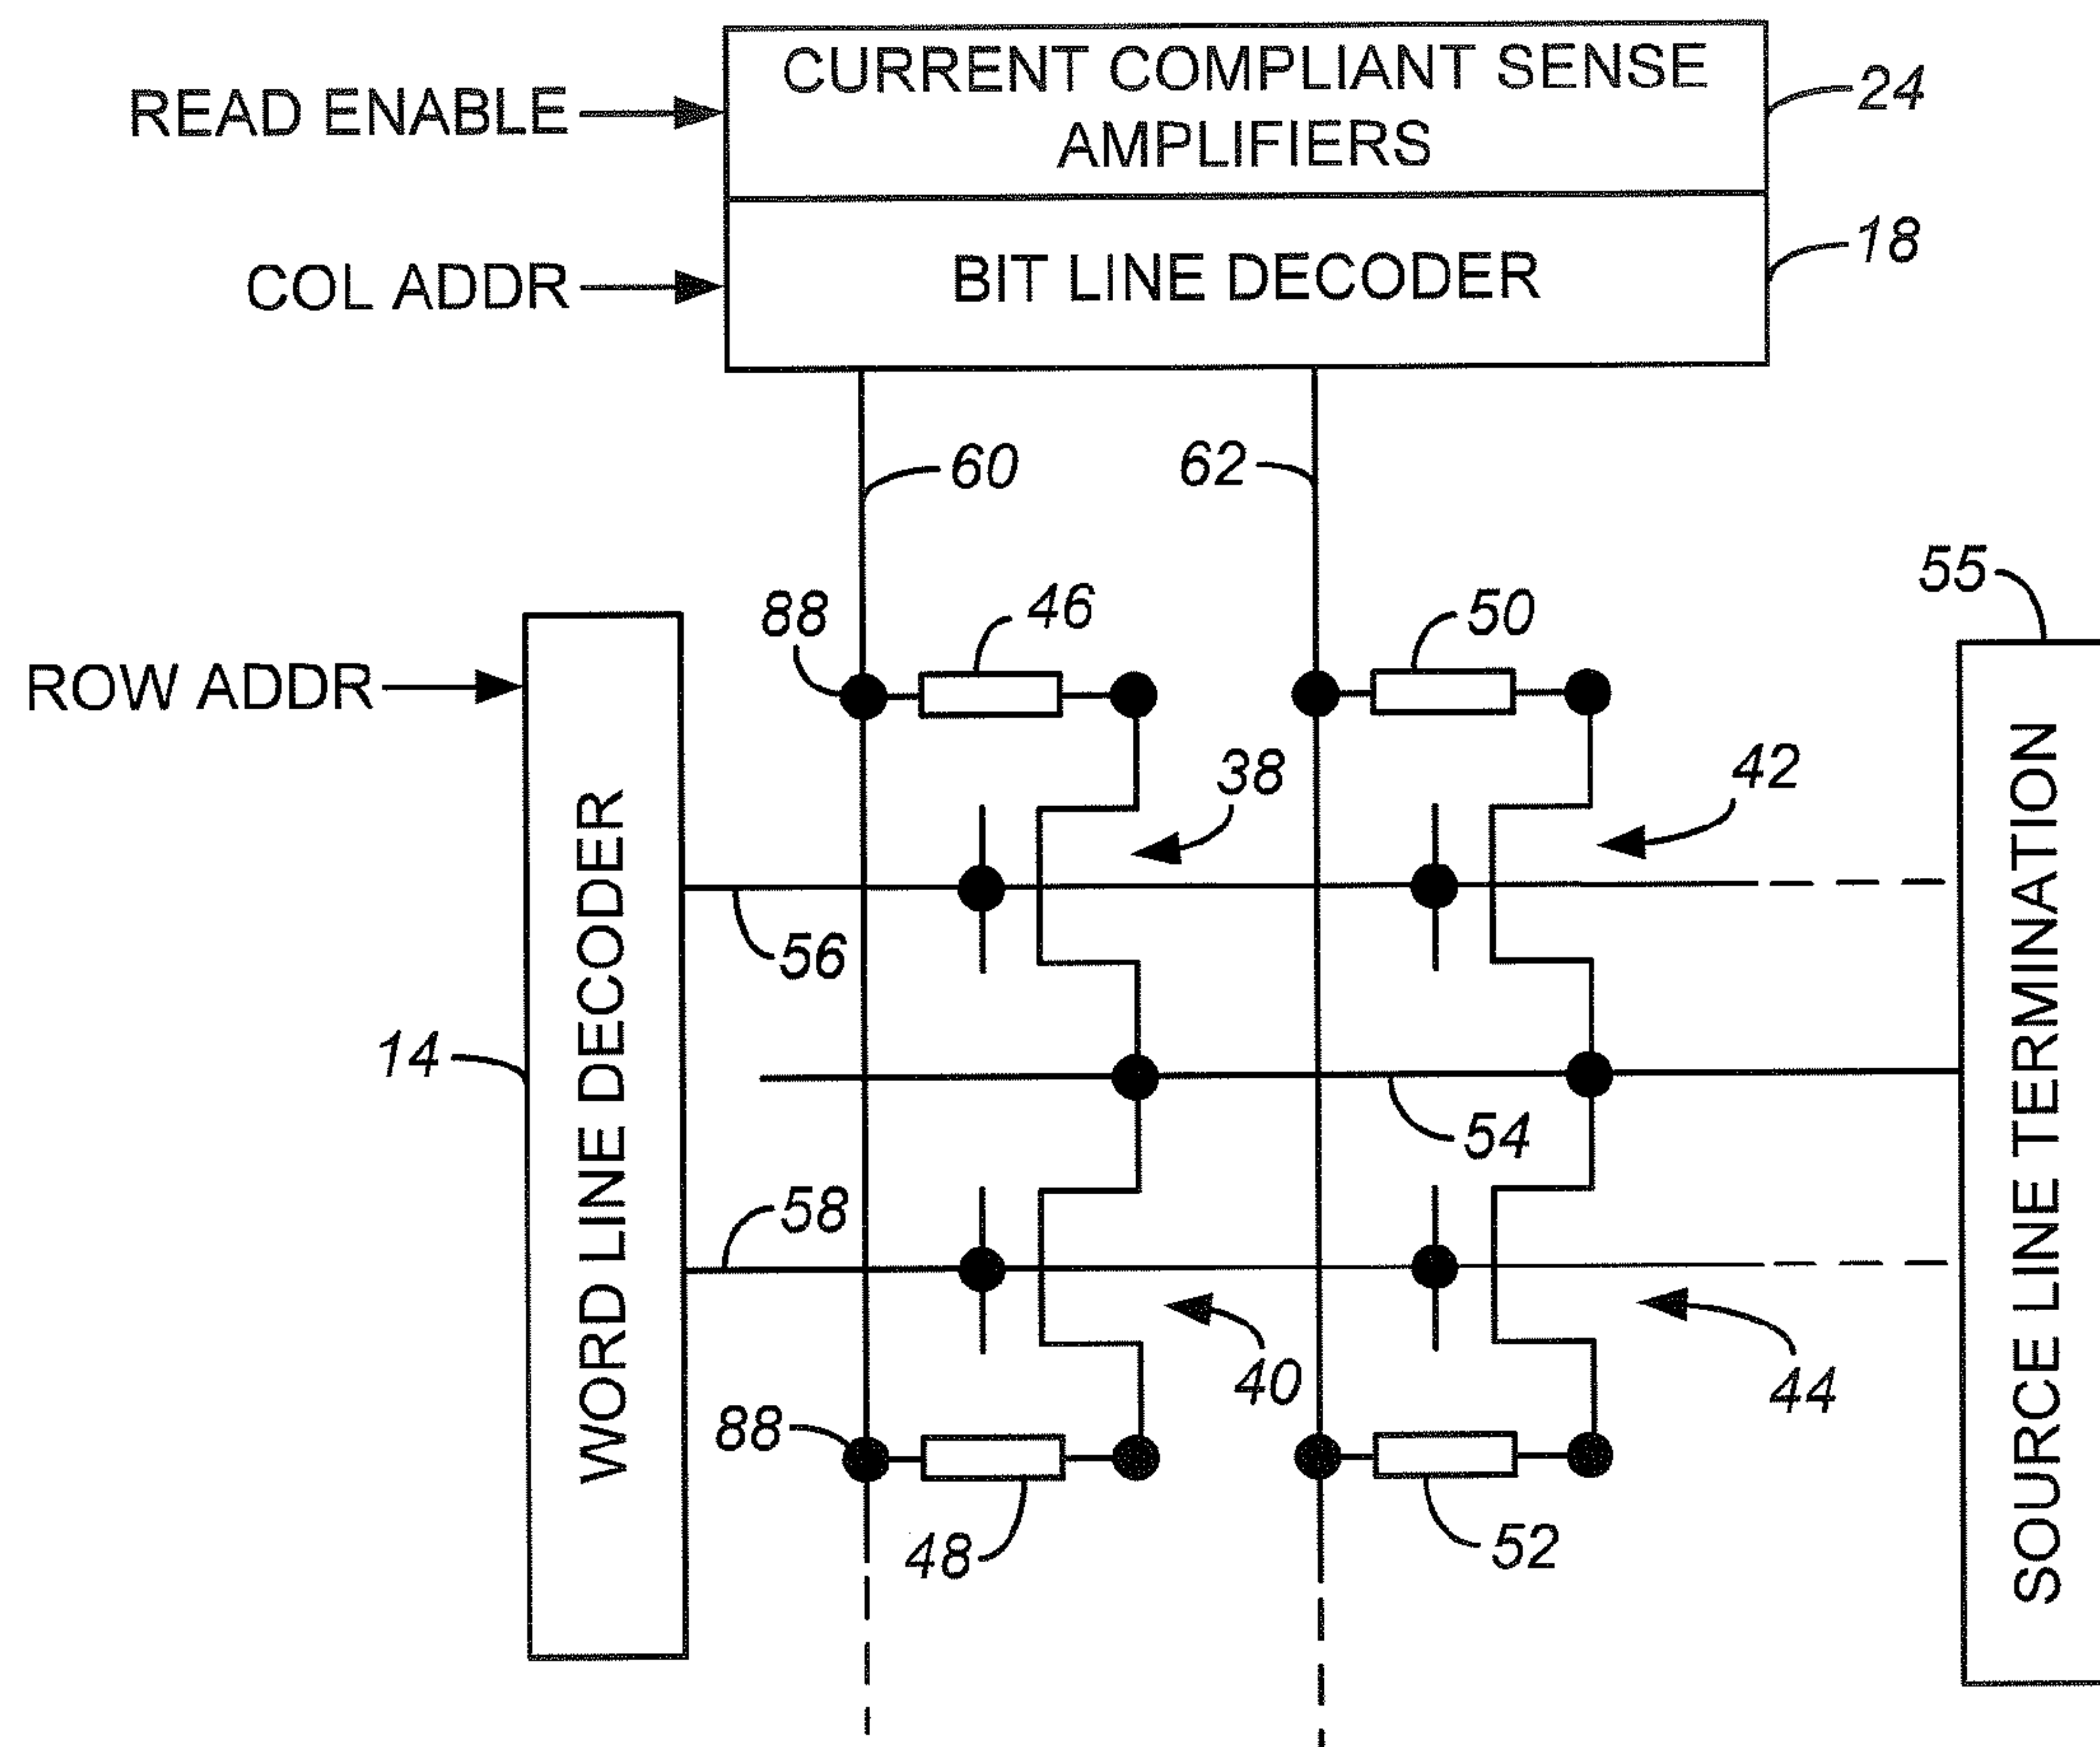 CURRENT COMPLIANT SENSE
AMPLIFIERS
READ ENABLE
24
BIT LINE DECODER
COL ADDR
18
60
62
55
88
46
50
ROW ADDR
38
42
56
14
WORD LINE DECODER
SOURCE LINE TERMINATION
54
58
40
44
88
48
52